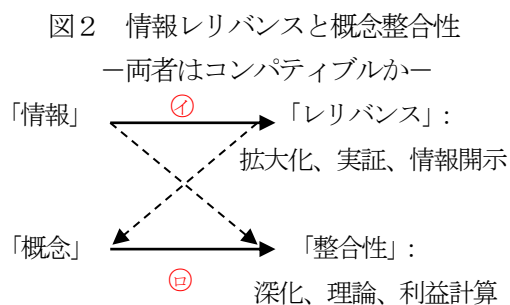 図２　情報レリバンスと概念整合性
－両者はコンパティブルか－
「情報」 ㋑ 「レリバンス」:
拡大化、実証、情報開示
「概念」 「整合性」:
㋺
深化、理論、利益計算